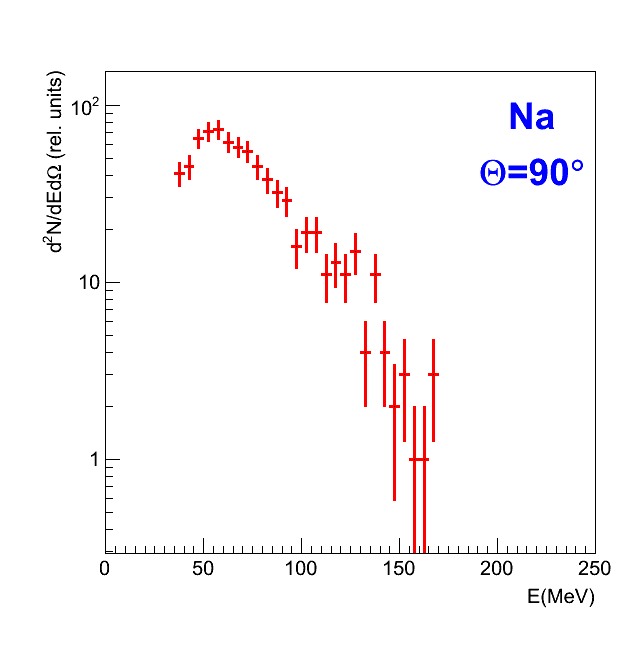 d²N/dEdΩ (rel. units)
10²
10
1
Na
Θ=90°
0 50 100 150 200 250
E(MeV)